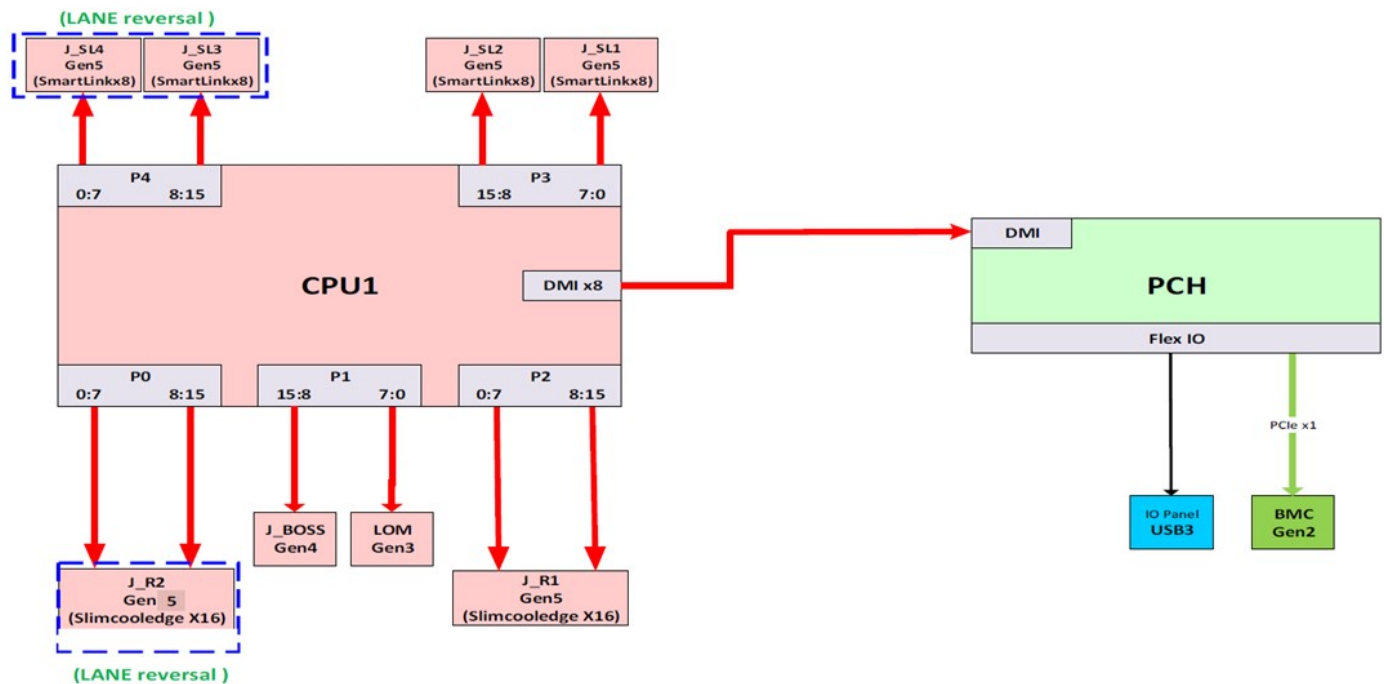 (LANE reversal )
J_SL4
Gen5
(SmartLinkx8)
J_SL3
Gen5
(SmartLinkx8)
J_SL2
Gen5
(SmartLinkx8)
J_SL1
Gen5
(SmartLinkx8)
P4
0:7 8:15
P3
15:8 7:0
CPU1
DMI x8
DMI
PCH
Flex IO
P0
0:7 8:15
P1
15:8 7:0
P2
0:7 8:15
PCIe x1
J_BOSS
Gen4
LOM
Gen3
IO Panel
USB3
BMC
Gen2
J_R2
Gen 5
(Slimcooledge X16)
J_R1
Gen5
(Slimcooledge X16)
(LANE reversal )